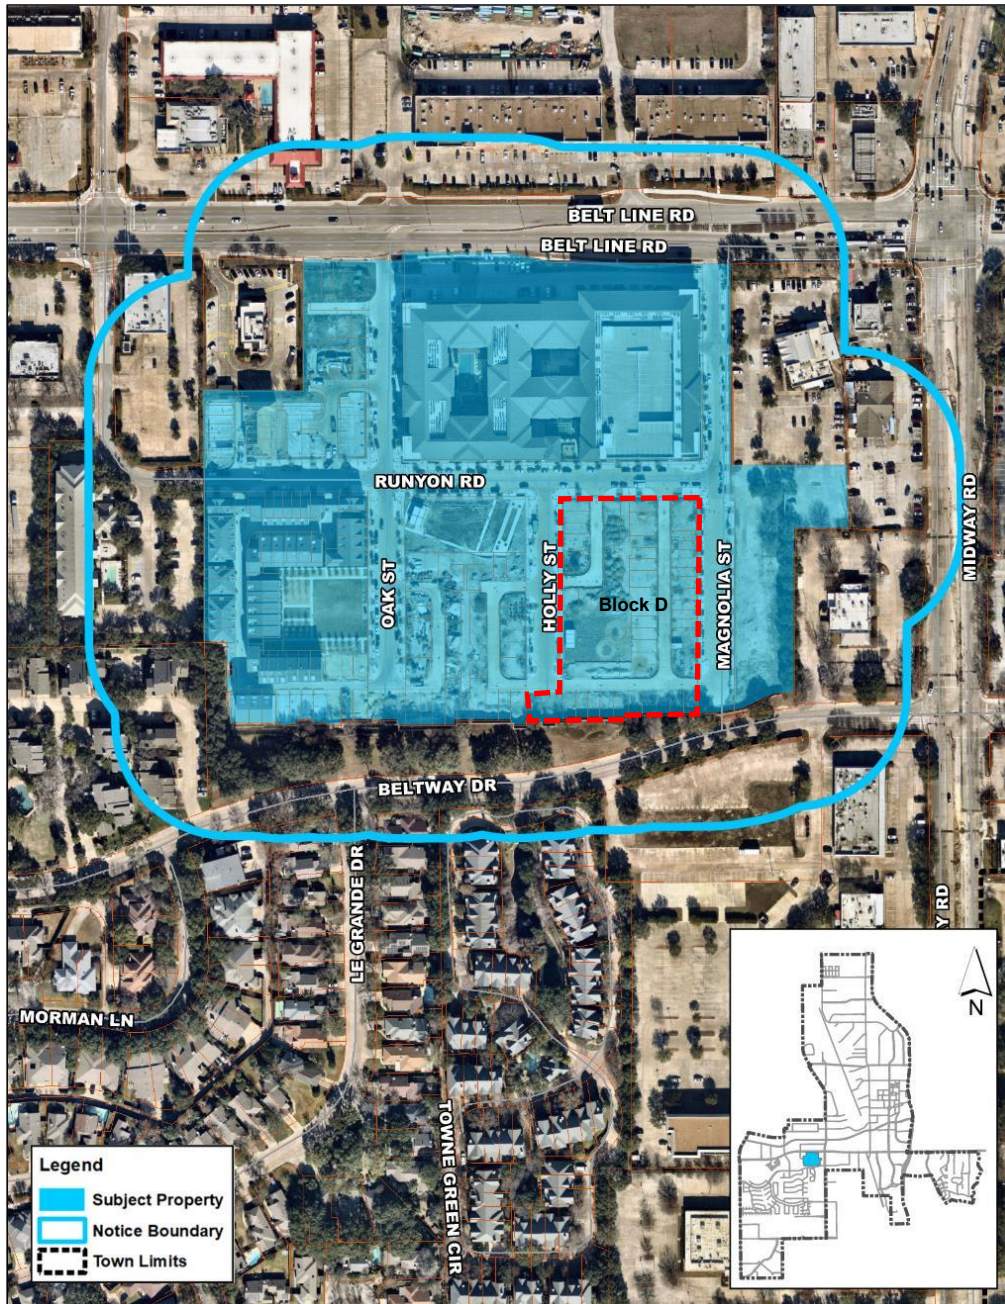 BELT LINE RD
BELT LINE RD
RUNYON RD
OAK ST
HOLLY ST
Block D
MAGNOLIA ST
MIDWAY RD
BELTWAY DR
LE GRANDE DR
AY RD
MORMAN LN
TOWNE GREEN CIR
N
Legend
Subject Property
Notice Boundary
Town Limits